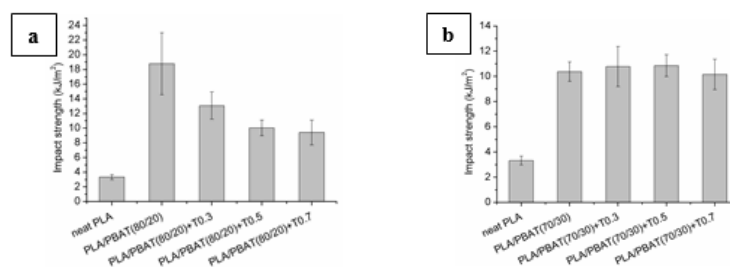 a
Impact strength (kJ/m²)
24
22
20
18
16
14
12
10
8
6
4
2
0
neat PLA
PLA/PBAT(80/20)
PLA/PBAT(80/20)+T0.3
PLA/PBAT(80/20)+T0.5
PLA/PBAT(80/20)+T0.7
b
Impact strength (kJ/m²)
14
12
10
8
6
4
2
0
neat PLA
PLA/PBAT(70/30)
PLA/PBAT(70/30)+T0.3
PLA/PBAT(70/30)+T0.5
PLA/PBAT(70/30)+T0.7